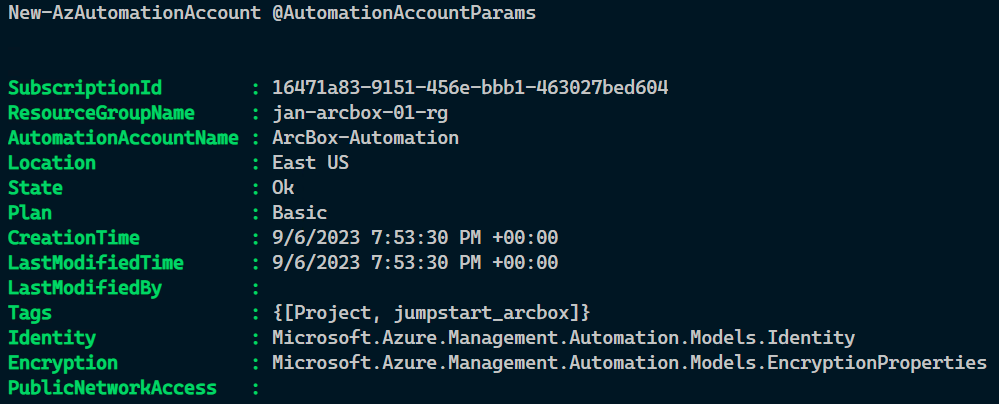 New-AzAutomationAccount @AutomationAccountParams
SubscriptionId : 16471a83-9151-456e-bbb1-463027bed604
ResourceGroupName : jan-arcbox-01-rg
AutomationAccountName : ArcBox-Automation
Location : East US
State : Ok
Plan : Basic
CreationTime : 9/6/2023 7:53:30 PM +00:00
LastModifiedTime : 9/6/2023 7:53:30 PM +00:00
LastModifiedBy :
Tags : {[Project, jumpstart_arcbox]}
Identity : Microsoft.Azure.Management.Automation.Models.Identity
Encryption : Microsoft.Azure.Management.Automation.Models.EncryptionProperties
PublicNetworkAccess :